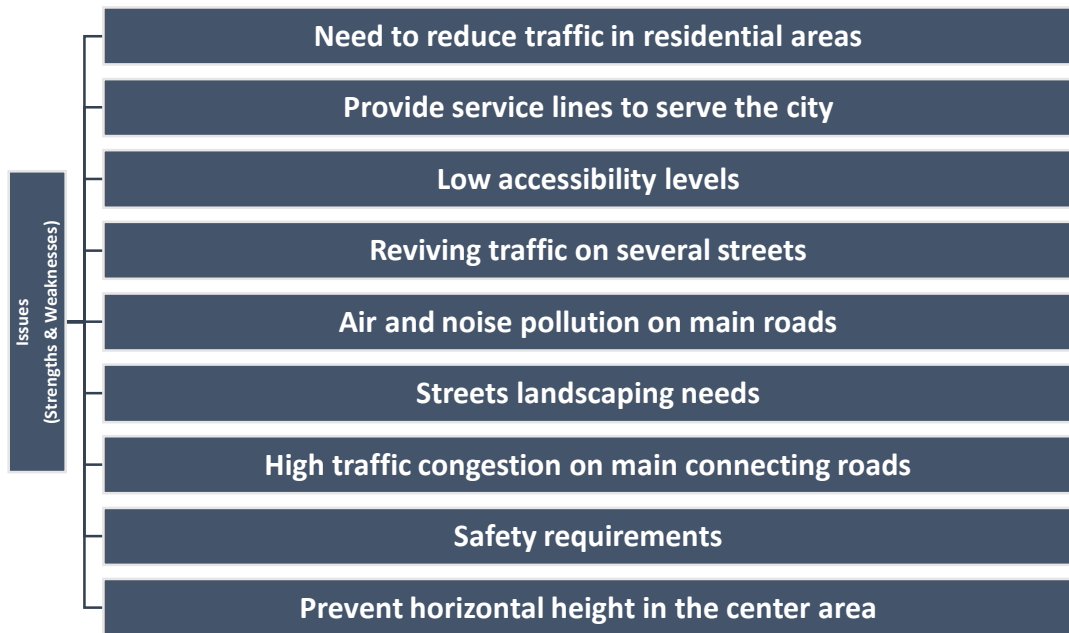 Issues
(Strengths & Weaknesses)
Need to reduce traffic in residential areas
Provide service lines to serve the city
Low accessibility levels
Reviving traffic on several streets
Air and noise pollution on main roads
Streets landscaping needs
High traffic congestion on main connecting roads
Safety requirements
Prevent horizontal height in the center area